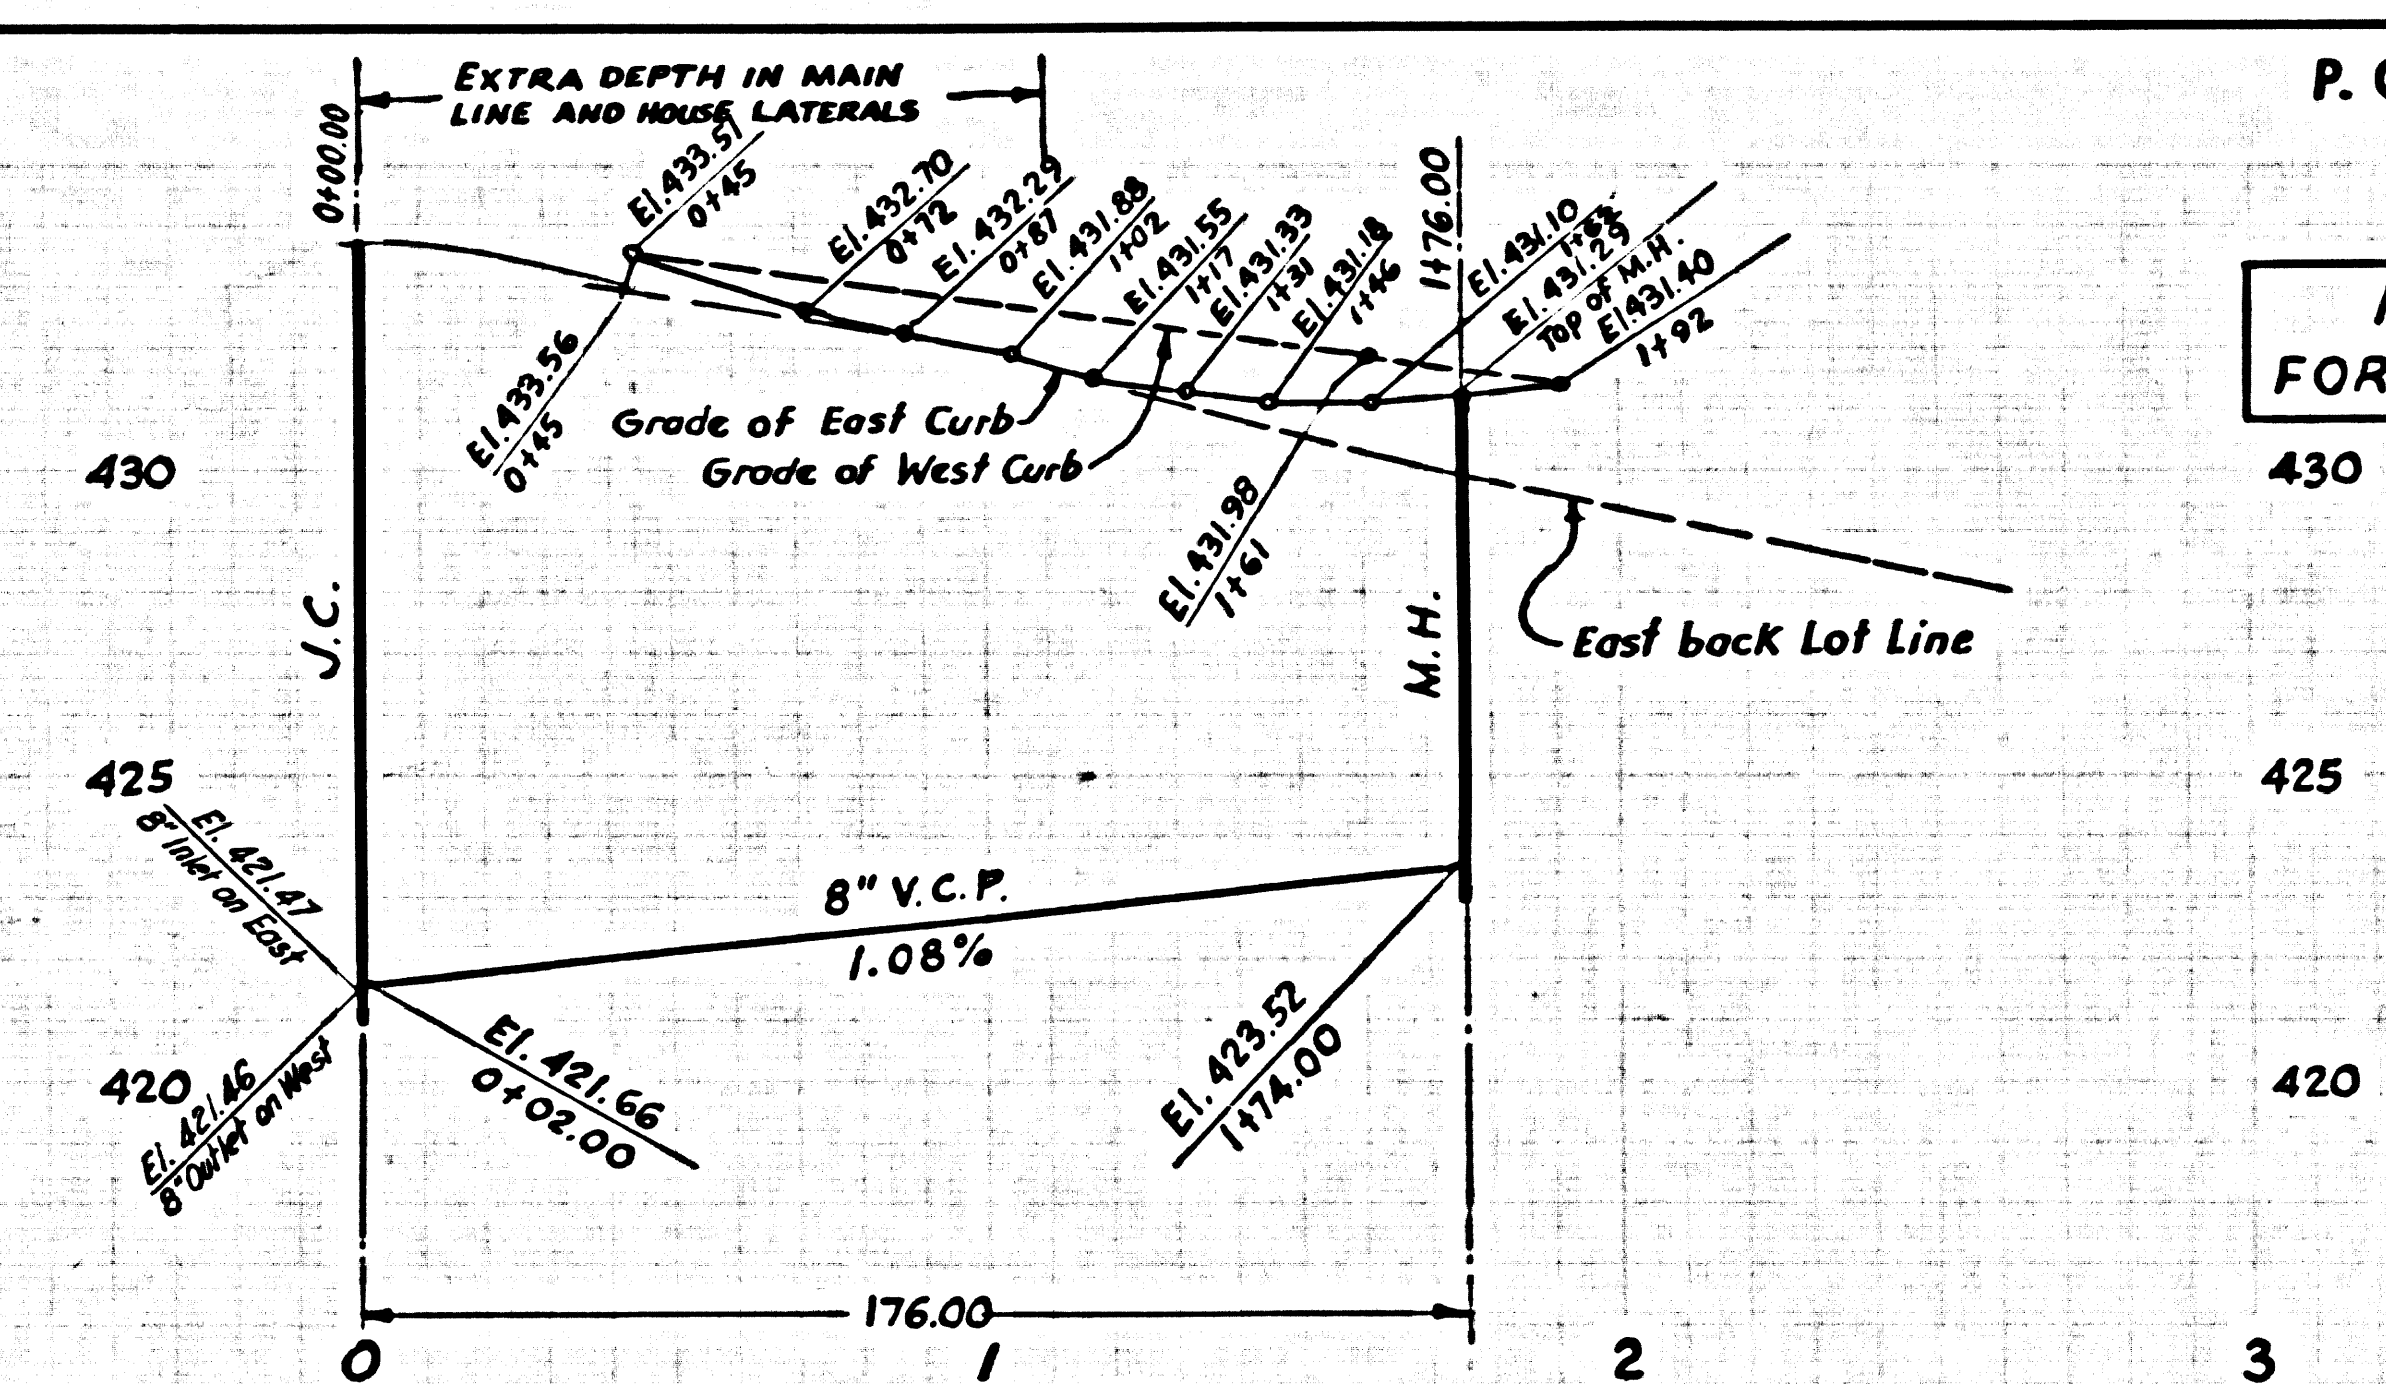 EXTRA DEPTH IN MAIN
LINE AND HOUSE LATERALS
P.
0+00.00
El. 433.51
0+45
El. 432.70
0+72
El. 432.29
0+87
El. 431.88
1+02
El. 431.55
1+17
El. 431.33
1+31
El. 431.18
1+46
1+76.00
El. 431.10
El. 431.29
Top of M.H.
El. 431.40
1+92
El. 433.56
0+45
Grade of East Curb
Grade of West Curb
FOR
430
430
El. 431.98
1+61
J.C.
M.H.
East back Lot Line
425
425
El. 421.47
8" Inlet on East
8" V.C.P.
1.08%
El. 421.66
0+02.00
El. 423.52
1+74.00
420
420
El. 421.46
8" Outlet on West
176.00
0
1
2
3